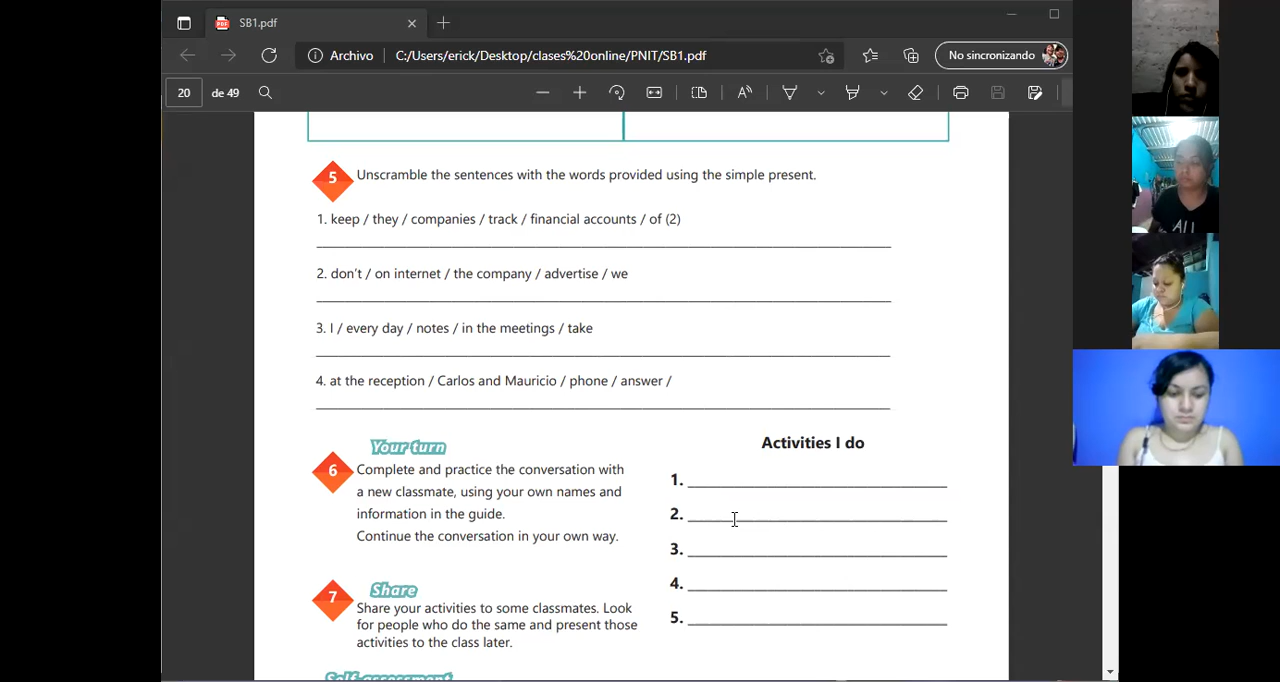 SB1.pdf
Archivo C:/Users/erick/Desktop/clases%20online/PNIT/SB1.pdf No sincronizando
20 de 49
5 Unscramble the sentences with the words provided using the simple present.
1. keep / they / companies / track / financial accounts / of (2)
2. don't / on internet / the company / advertise / we
3. I / every day / notes / in the meetings / take
4. at the reception / Carlos and Mauricio / phone / answer /
Your turn
6 Complete and practice the conversation with
a new classmate, using your own names and
information in the guide.
Continue the conversation in your own way.
7 Share
Share your activities to some classmates. Look
for people who do the same and present those
activities to the class later.
Self-assessment
Activities I do
1.
2.
3.
4.
5.
ALL